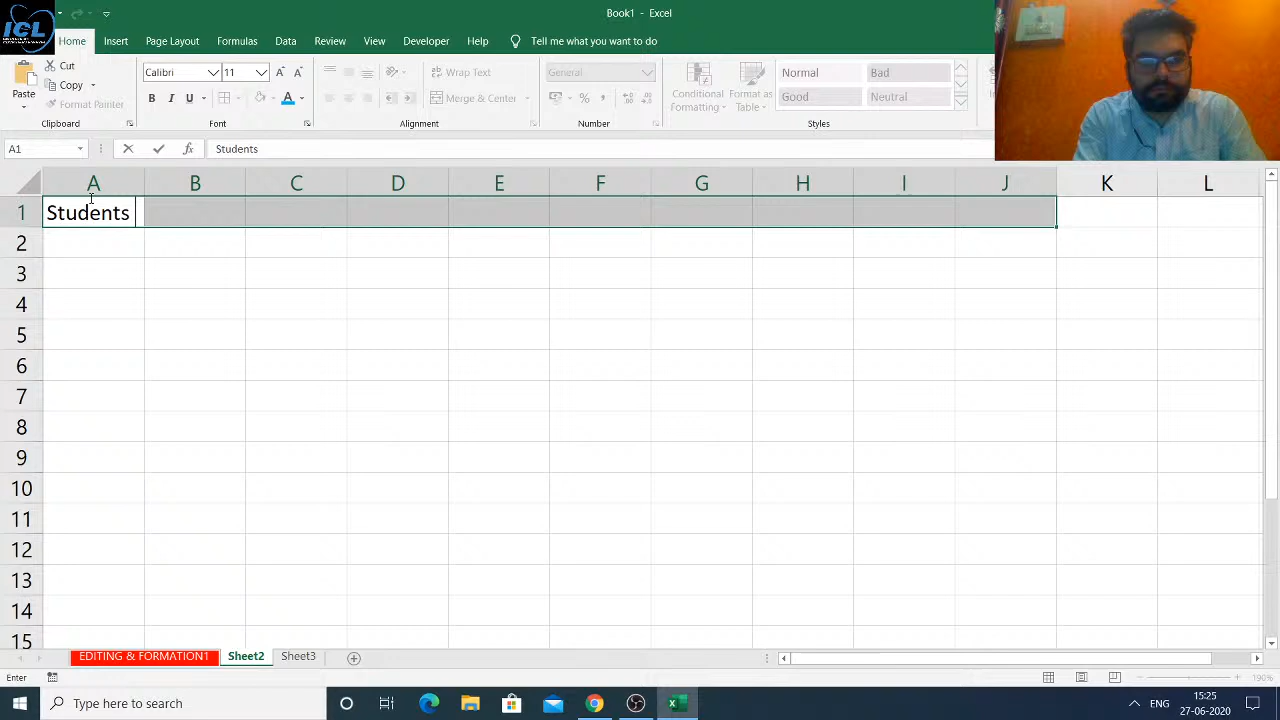 Book1 - Excel
ICL
Home Insert Page Layout Formulas Data Review View Developer Help Tell me what you want to do
Cut
Copy
Format Painter
Paste
Calibri 11
Wrap Text
Merge & Center
General
Conditional Formatting
Format as Table
Normal Bad
Good Neutral
Clipboard Font Alignment Number Styles
A1 Students
A B C D E F G H I J K L
1 Students
2
3
4
5
6
7
8
9
10
11
12
13
14
15
EDITING & FORMATION1 Sheet2 Sheet3
Enter 190%
Type here to search
ENG
15:25
27-06-2020